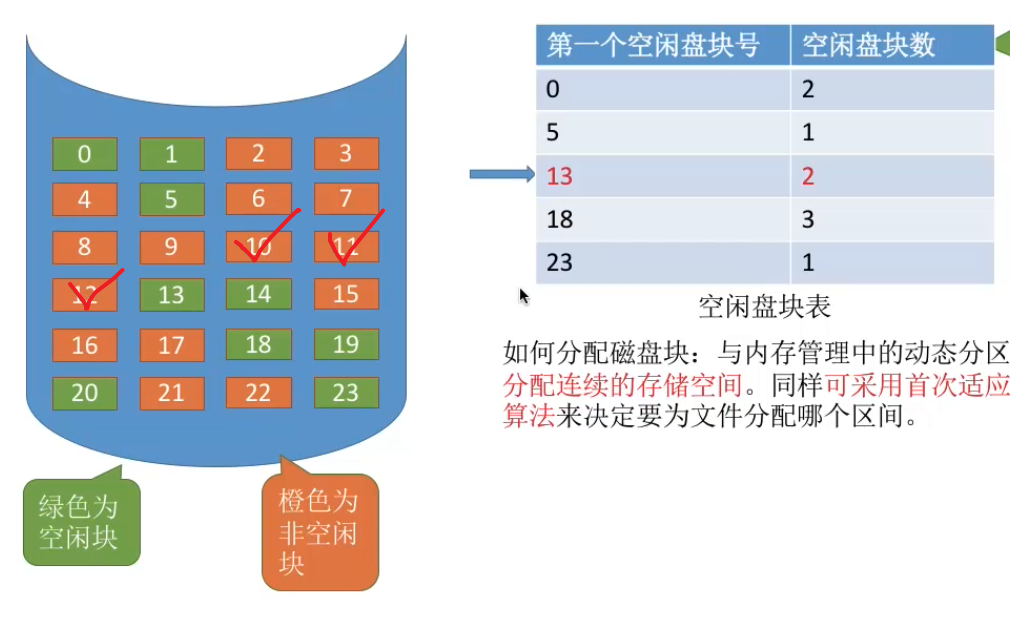 0 1 2 3
4 5 6 7
8 9 10 11
12 13 14 15
16 17 18 19
20 21 22 23
绿色为
空闲块
橙色为
非空闲
块
第一个空闲盘块号 空闲盘块数
0 2
5 1
13 2
18 3
23 1
空闲盘块表
如何分配磁盘块：与内存管理中的动态分区
分配连续的存储空间。同样可采用首次适应
算法来决定要为文件分配哪个区间。